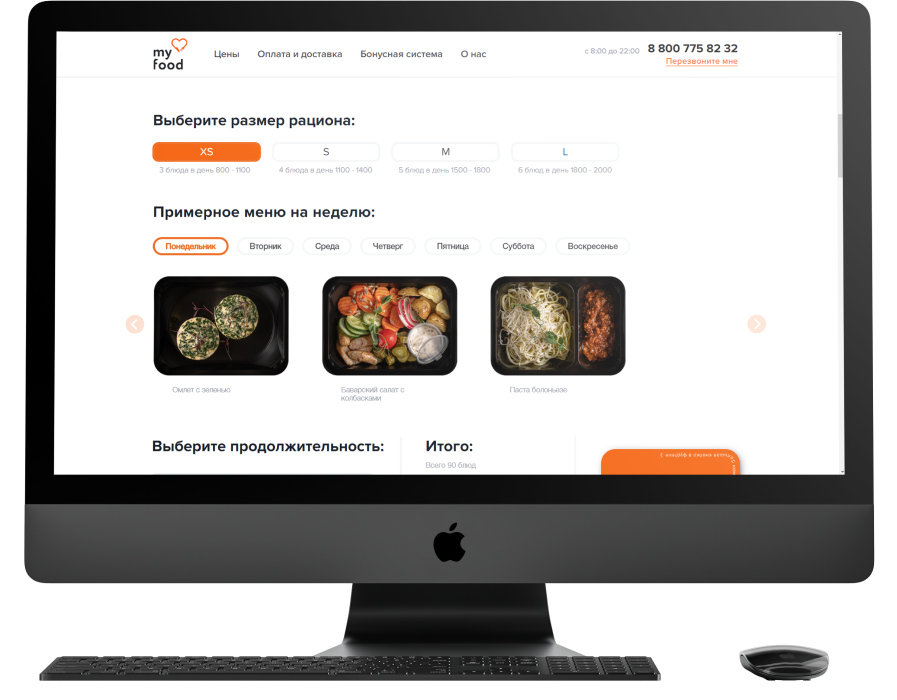 my
food
Цены
Оплата и доставка
Бонусная система
О нас
с 8:00 до 22:00
8 800 775 82 32
Перезвоните мне
Выберите размер рациона:
XS
S
M
L
3 блюда в день 800 - 1100
4 блюда в день 1100 - 1400
5 блюд в день 1500 - 1800
6 блюд в день 1800 - 2000
Примерное меню на неделю:
Понедельник
Вторник
Среда
Четверг
Пятница
Суббота
Воскресенье
Омлет с зеленью
Баварский салат с
колбасками
Паста болоньезе
Выберите продолжительность:
Итого:
Всего 90 блюд